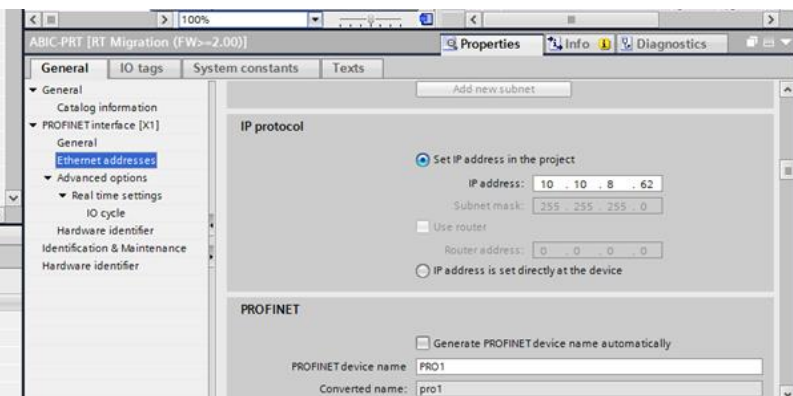 100%
ABIC-PRT [RT Migration (FW>=2.00)]
Properties Info Diagnostics
General IO tags System constants Texts
General
Catalog information
PROFINET interface [X1]
General
Ethernet addresses
Advanced options
Real time settings
IO cycle
Hardware identifier
Identification & Maintenance
Hardware identifier
Add new subnet
IP protocol
Set IP address in the project
IP address: 10 . 10 . 8 . 62
Subnet mask: 255 . 255 . 255 . 0
Use router
Router address: 0 . 0 . 0 . 0
IP address is set directly at the device
PROFINET
Generate PROFINET device name automatically
PROFINET device name PRO1
Converted name: pro1